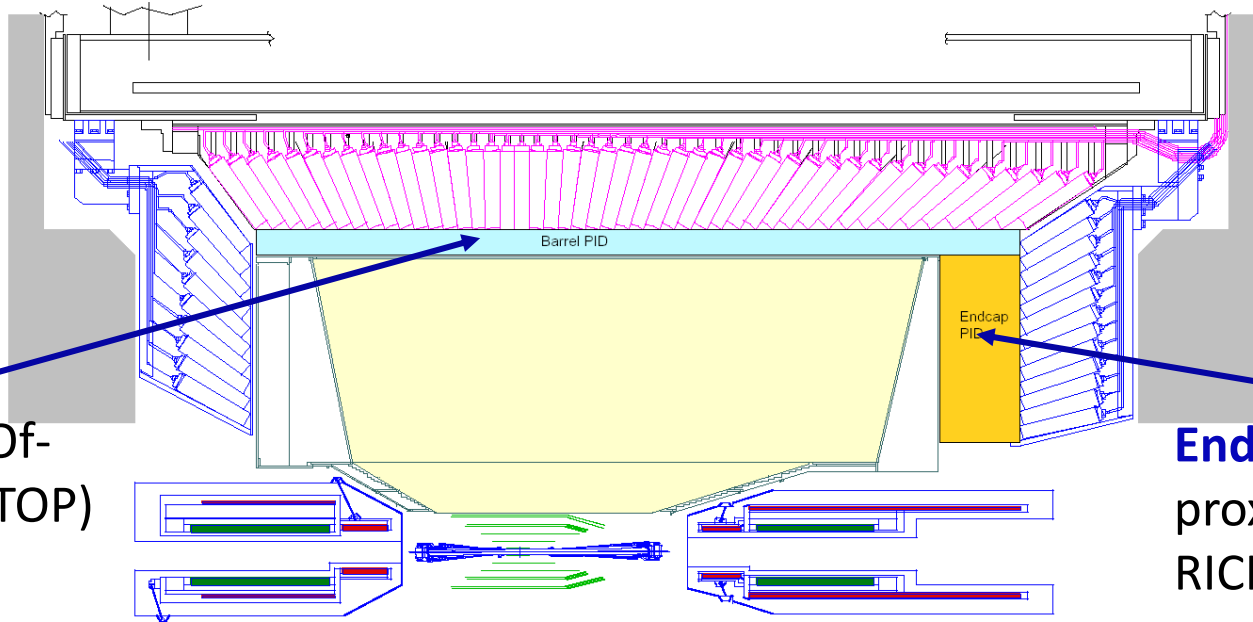 Barrel PID
Endcap
PID
Of-
TOP)
End
prox
RICH